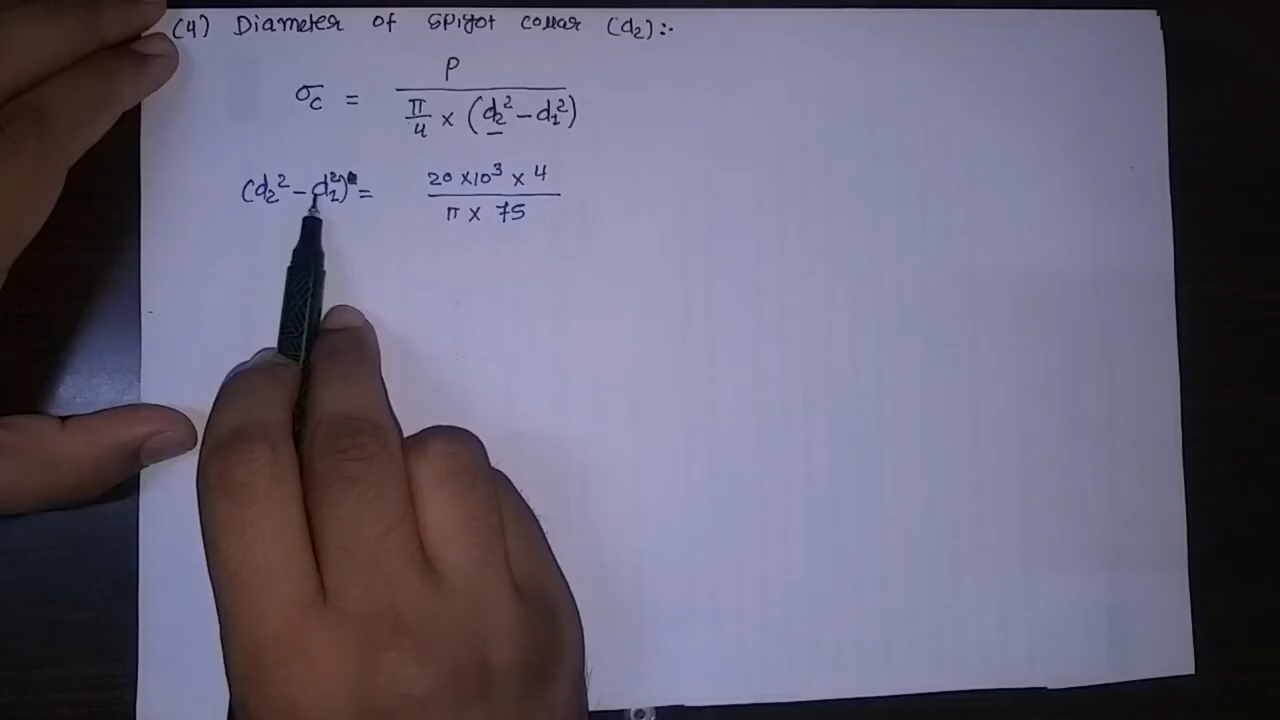 (4) Diameter of Spigot collar (d₂):-
σc = P / (π/4 × (d₂² - d₁²))
(d₂² - d₁²) = 20 × 10³ × 4 / (π × 75)